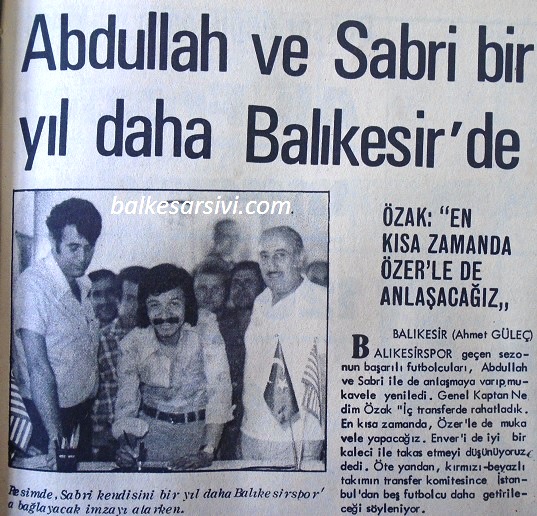 Abdullah ve Sabri bir
yıl daha Balıkesir'de
balkesarsivi.com
ÖZAK: "EN
KISA ZAMANDA
ÖZER'LE DE
ANLAŞACAĞIZ,,
BALIKESİR (Ahmet GÜLEÇ)
BALIKESİRSPOR geçen sezo-
nun başarılı futbolcuları, Abdullah
ve Sabri ile de anlaşmaya varıp, mu-
kavele yeniledi. Genel Kaptan Ne
dim Özak "İç transferde rahatladık.
En kısa zamanda, Özer'le de muka
vele yapacağız. Enver'i de iyi bir
kaleci ile takas etmeyi düşünüyoruz,
dedi. Öte yandan, kırmızı-beyazlı
takımın transfer komitesince İstan-
bul'dan beş futbolcu daha getirile-
ceği söyleniyor.
Resimde, Sabri kendisini bir yıl daha Balıkesirspor'
a bağlayacak imzayı atarken.